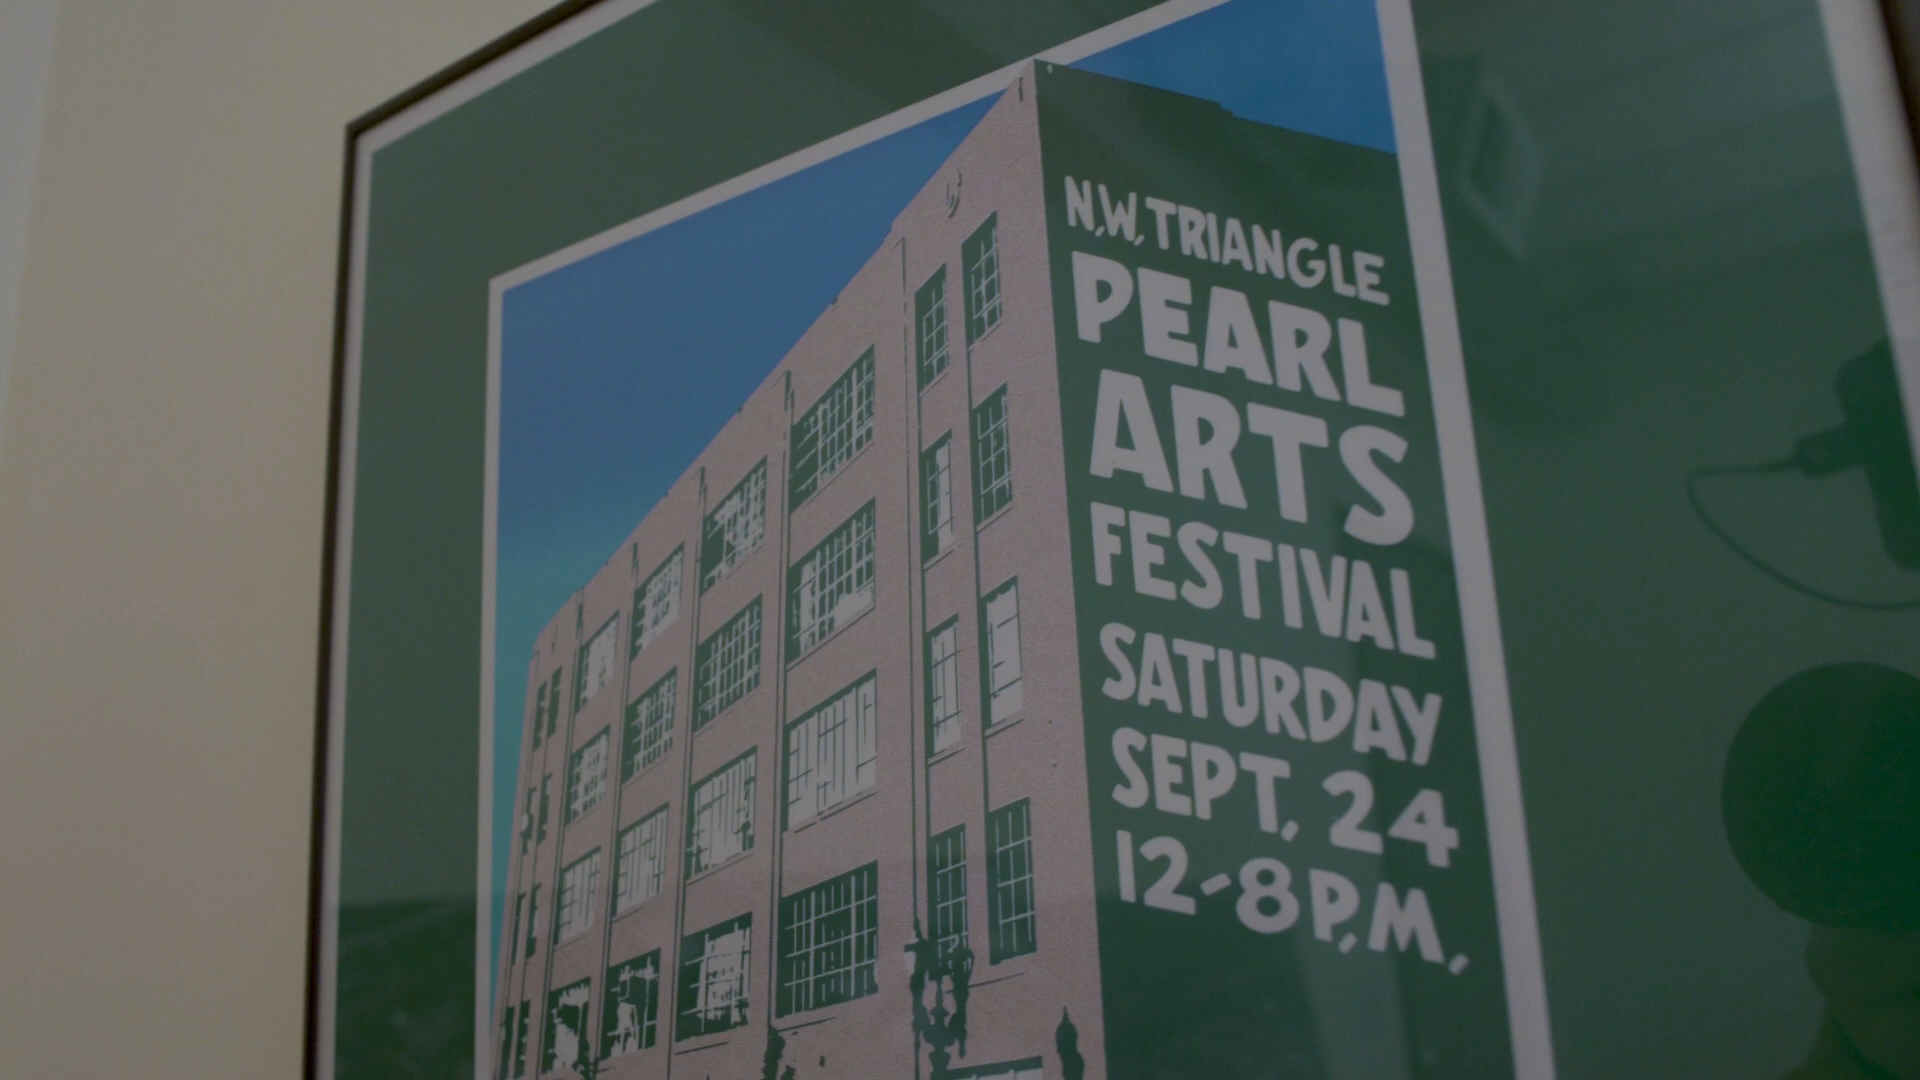 N.W. TRIANGLE
PEARL
ARTS
FESTIVAL
SATURDAY
SEPT. 24
12-8 P.M.